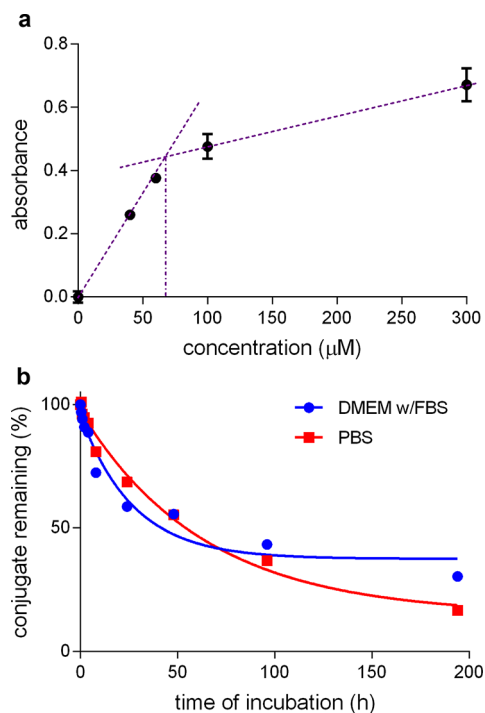 a
absorbance
0.8
0.6
0.4
0.2
0.0
0 50 100 150 200 250 300
concentration (μM)
b
conjugate remaining (%)
100
50
0
DMEM w/FBS
PBS
0 50 100 150 200
time of incubation (h)